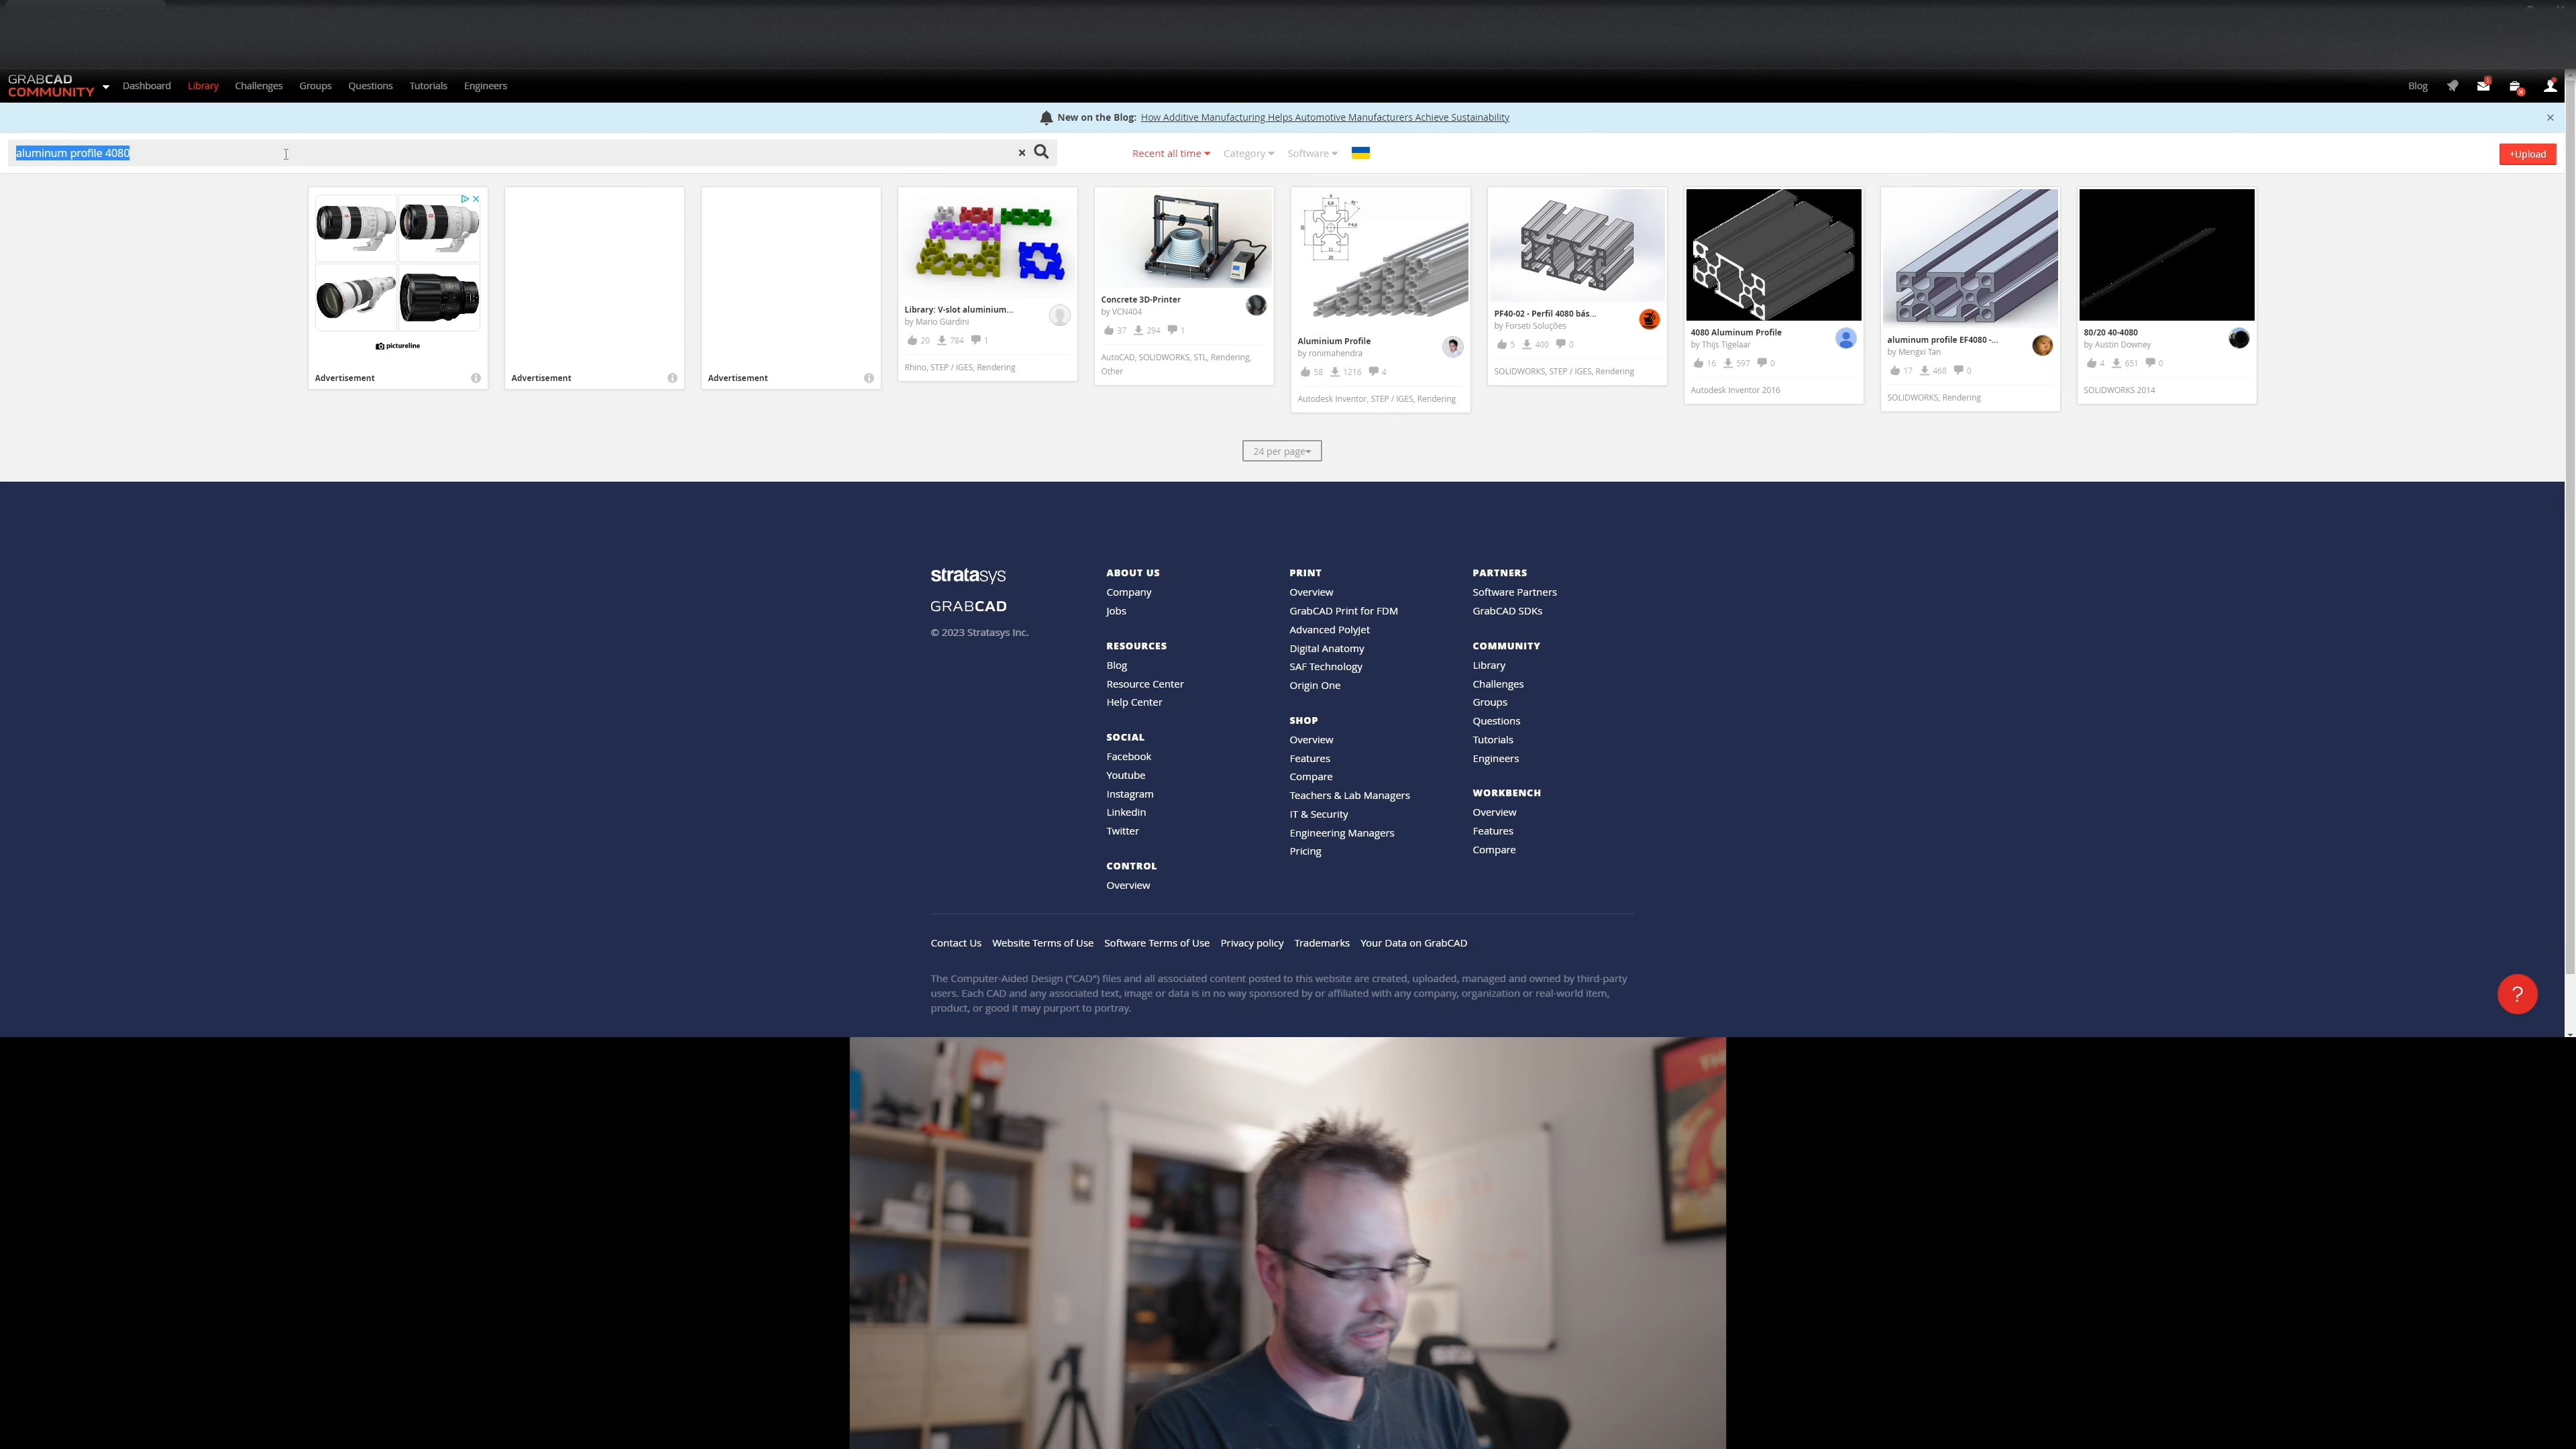 GRABCAD
COMMUNITY
Dashboard
Library
Challenges
Groups
Questions
Tutorials
Engineers
Blog
New on the Blog: How Additive Manufacturing Helps Automotive Manufacturers Achieve Sustainability
aluminum profile 4080
Recent all time
Category
Software
+Upload
pictureline
Advertisement
Advertisement
Advertisement
Library: V-slot aluminium...
by Mario Giardini
20 784 1
Rhino, STEP / IGES, Rendering
Concrete 3D-Printer
by VCN404
37 294 1
AutoCAD, SOLIDWORKS, STL, Rendering,
Other
Aluminium Profile
by ronimahendra
58 1216 4
Autodesk Inventor, STEP / IGES, Rendering
PF40-02 - Perfil 4080 bás...
by Forseti Soluções
5 400 0
SOLIDWORKS, STEP / IGES, Rendering
4080 Aluminum Profile
by Thijs Tigelaar
16 597 0
Autodesk Inventor 2016
aluminum profile EF4080 -...
by Mengxi Tan
17 468 0
SOLIDWORKS, Rendering
80/20 40-4080
by Austin Downey
4 651 0
SOLIDWORKS 2014
24 per page
stratasys
GRABCAD
© 2023 Stratasys Inc.
ABOUT US
Company
Jobs
RESOURCES
Blog
Resource Center
Help Center
SOCIAL
Facebook
Youtube
Instagram
Linkedin
Twitter
CONTROL
Overview
PRINT
Overview
GrabCAD Print for FDM
Advanced PolyJet
Digital Anatomy
SAF Technology
Origin One
SHOP
Overview
Features
Compare
Teachers & Lab Managers
IT & Security
Engineering Managers
Pricing
PARTNERS
Software Partners
GrabCAD SDKs
COMMUNITY
Library
Challenges
Groups
Questions
Tutorials
Engineers
WORKBENCH
Overview
Features
Compare
Contact Us
Website Terms of Use
Software Terms of Use
Privacy policy
Trademarks
Your Data on GrabCAD
The Computer-Aided Design ("CAD") files and all associated content posted to this website are created, uploaded, managed and owned by third-party
users. Each CAD and any associated text, image or data is in no way sponsored by or affiliated with any company, organization or real-world item,
product, or good it may purport to portray.
?